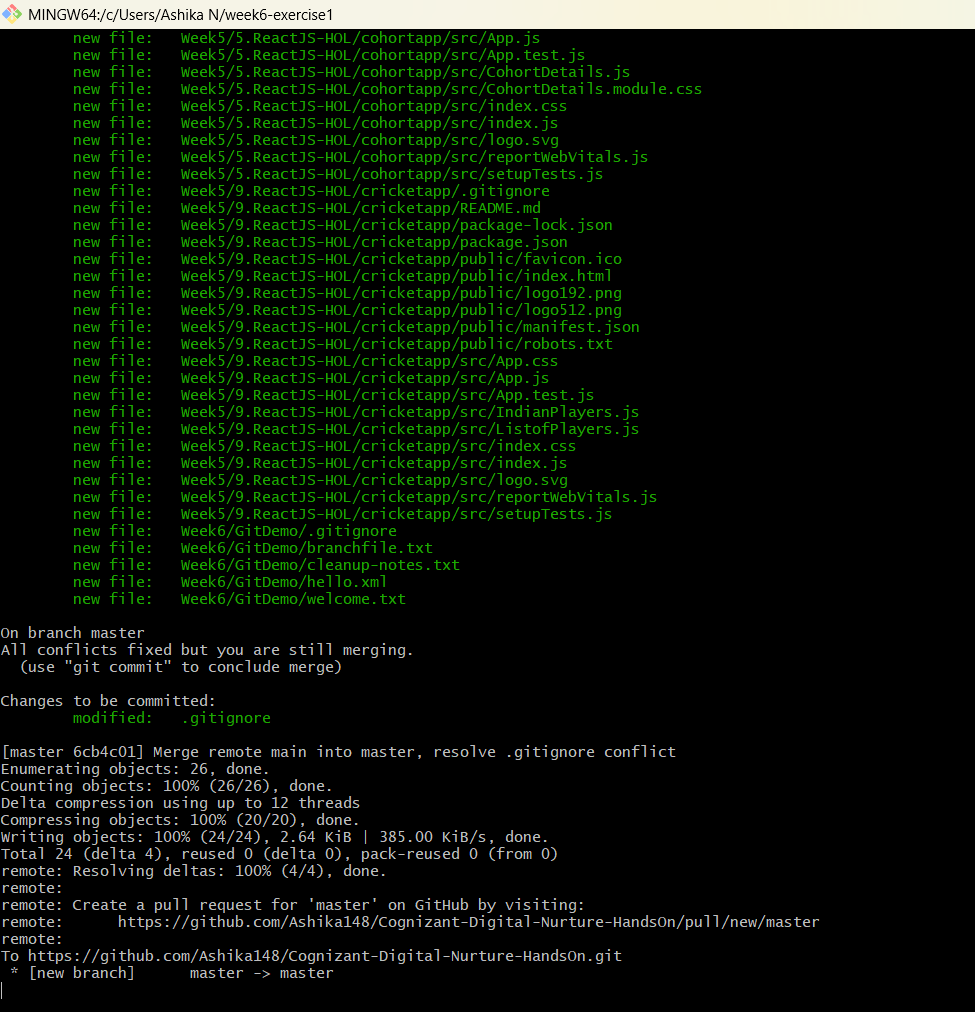 MINGW64:/c/Users/Ashika N/week6-exercise1
new file:   Week5/5.ReactJS-HOL/cohortapp/src/App.js
new file:   Week5/5.ReactJS-HOL/cohortapp/src/App.test.js
new file:   Week5/5.ReactJS-HOL/cohortapp/src/CohortDetails.js
new file:   Week5/5.ReactJS-HOL/cohortapp/src/CohortDetails.module.css
new file:   Week5/5.ReactJS-HOL/cohortapp/src/index.css
new file:   Week5/5.ReactJS-HOL/cohortapp/src/index.js
new file:   Week5/5.ReactJS-HOL/cohortapp/src/logo.svg
new file:   Week5/5.ReactJS-HOL/cohortapp/src/reportWebVitals.js
new file:   Week5/5.ReactJS-HOL/cohortapp/src/setupTests.js
new file:   Week5/9.ReactJS-HOL/cricketapp/.gitignore
new file:   Week5/9.ReactJS-HOL/cricketapp/README.md
new file:   Week5/9.ReactJS-HOL/cricketapp/package-lock.json
new file:   Week5/9.ReactJS-HOL/cricketapp/package.json
new file:   Week5/9.ReactJS-HOL/cricketapp/public/favicon.ico
new file:   Week5/9.ReactJS-HOL/cricketapp/public/index.html
new file:   Week5/9.ReactJS-HOL/cricketapp/public/logo192.png
new file:   Week5/9.ReactJS-HOL/cricketapp/public/logo512.png
new file:   Week5/9.ReactJS-HOL/cricketapp/public/manifest.json
new file:   Week5/9.ReactJS-HOL/cricketapp/public/robots.txt
new file:   Week5/9.ReactJS-HOL/cricketapp/src/App.css
new file:   Week5/9.ReactJS-HOL/cricketapp/src/App.js
new file:   Week5/9.ReactJS-HOL/cricketapp/src/App.test.js
new file:   Week5/9.ReactJS-HOL/cricketapp/src/IndianPlayers.js
new file:   Week5/9.ReactJS-HOL/cricketapp/src/ListofPlayers.js
new file:   Week5/9.ReactJS-HOL/cricketapp/src/index.css
new file:   Week5/9.ReactJS-HOL/cricketapp/src/index.js
new file:   Week5/9.ReactJS-HOL/cricketapp/src/logo.svg
new file:   Week5/9.ReactJS-HOL/cricketapp/src/reportWebVitals.js
new file:   Week5/9.ReactJS-HOL/cricketapp/src/setupTests.js
new file:   Week6/GitDemo/.gitignore
new file:   Week6/GitDemo/branchfile.txt
new file:   Week6/GitDemo/cleanup-notes.txt
new file:   Week6/GitDemo/hello.xml
new file:   Week6/GitDemo/welcome.txt
On branch master
All conflicts fixed but you are still merging.
(use "git commit" to conclude merge)
Changes to be committed:
modified:   .gitignore
[master 6cb4c01] Merge remote main into master, resolve .gitignore conflict
Enumerating objects: 26, done.
Counting objects: 100% (26/26), done.
Delta compression using up to 12 threads
Compressing objects: 100% (20/20), done.
Writing objects: 100% (24/24), 2.64 KiB | 385.00 KiB/s, done.
Total 24 (delta 4), reused 0 (delta 0), pack-reused 0 (from 0)
remote: Resolving deltas: 100% (4/4), done.
remote:
remote: Create a pull request for 'master' on GitHub by visiting:
remote:      https://github.com/Ashika148/Cognizant-Digital-Nurture-HandsOn/pull/new/master
remote:
To https://github.com/Ashika148/Cognizant-Digital-Nurture-HandsOn.git
* [new branch]      master -> master